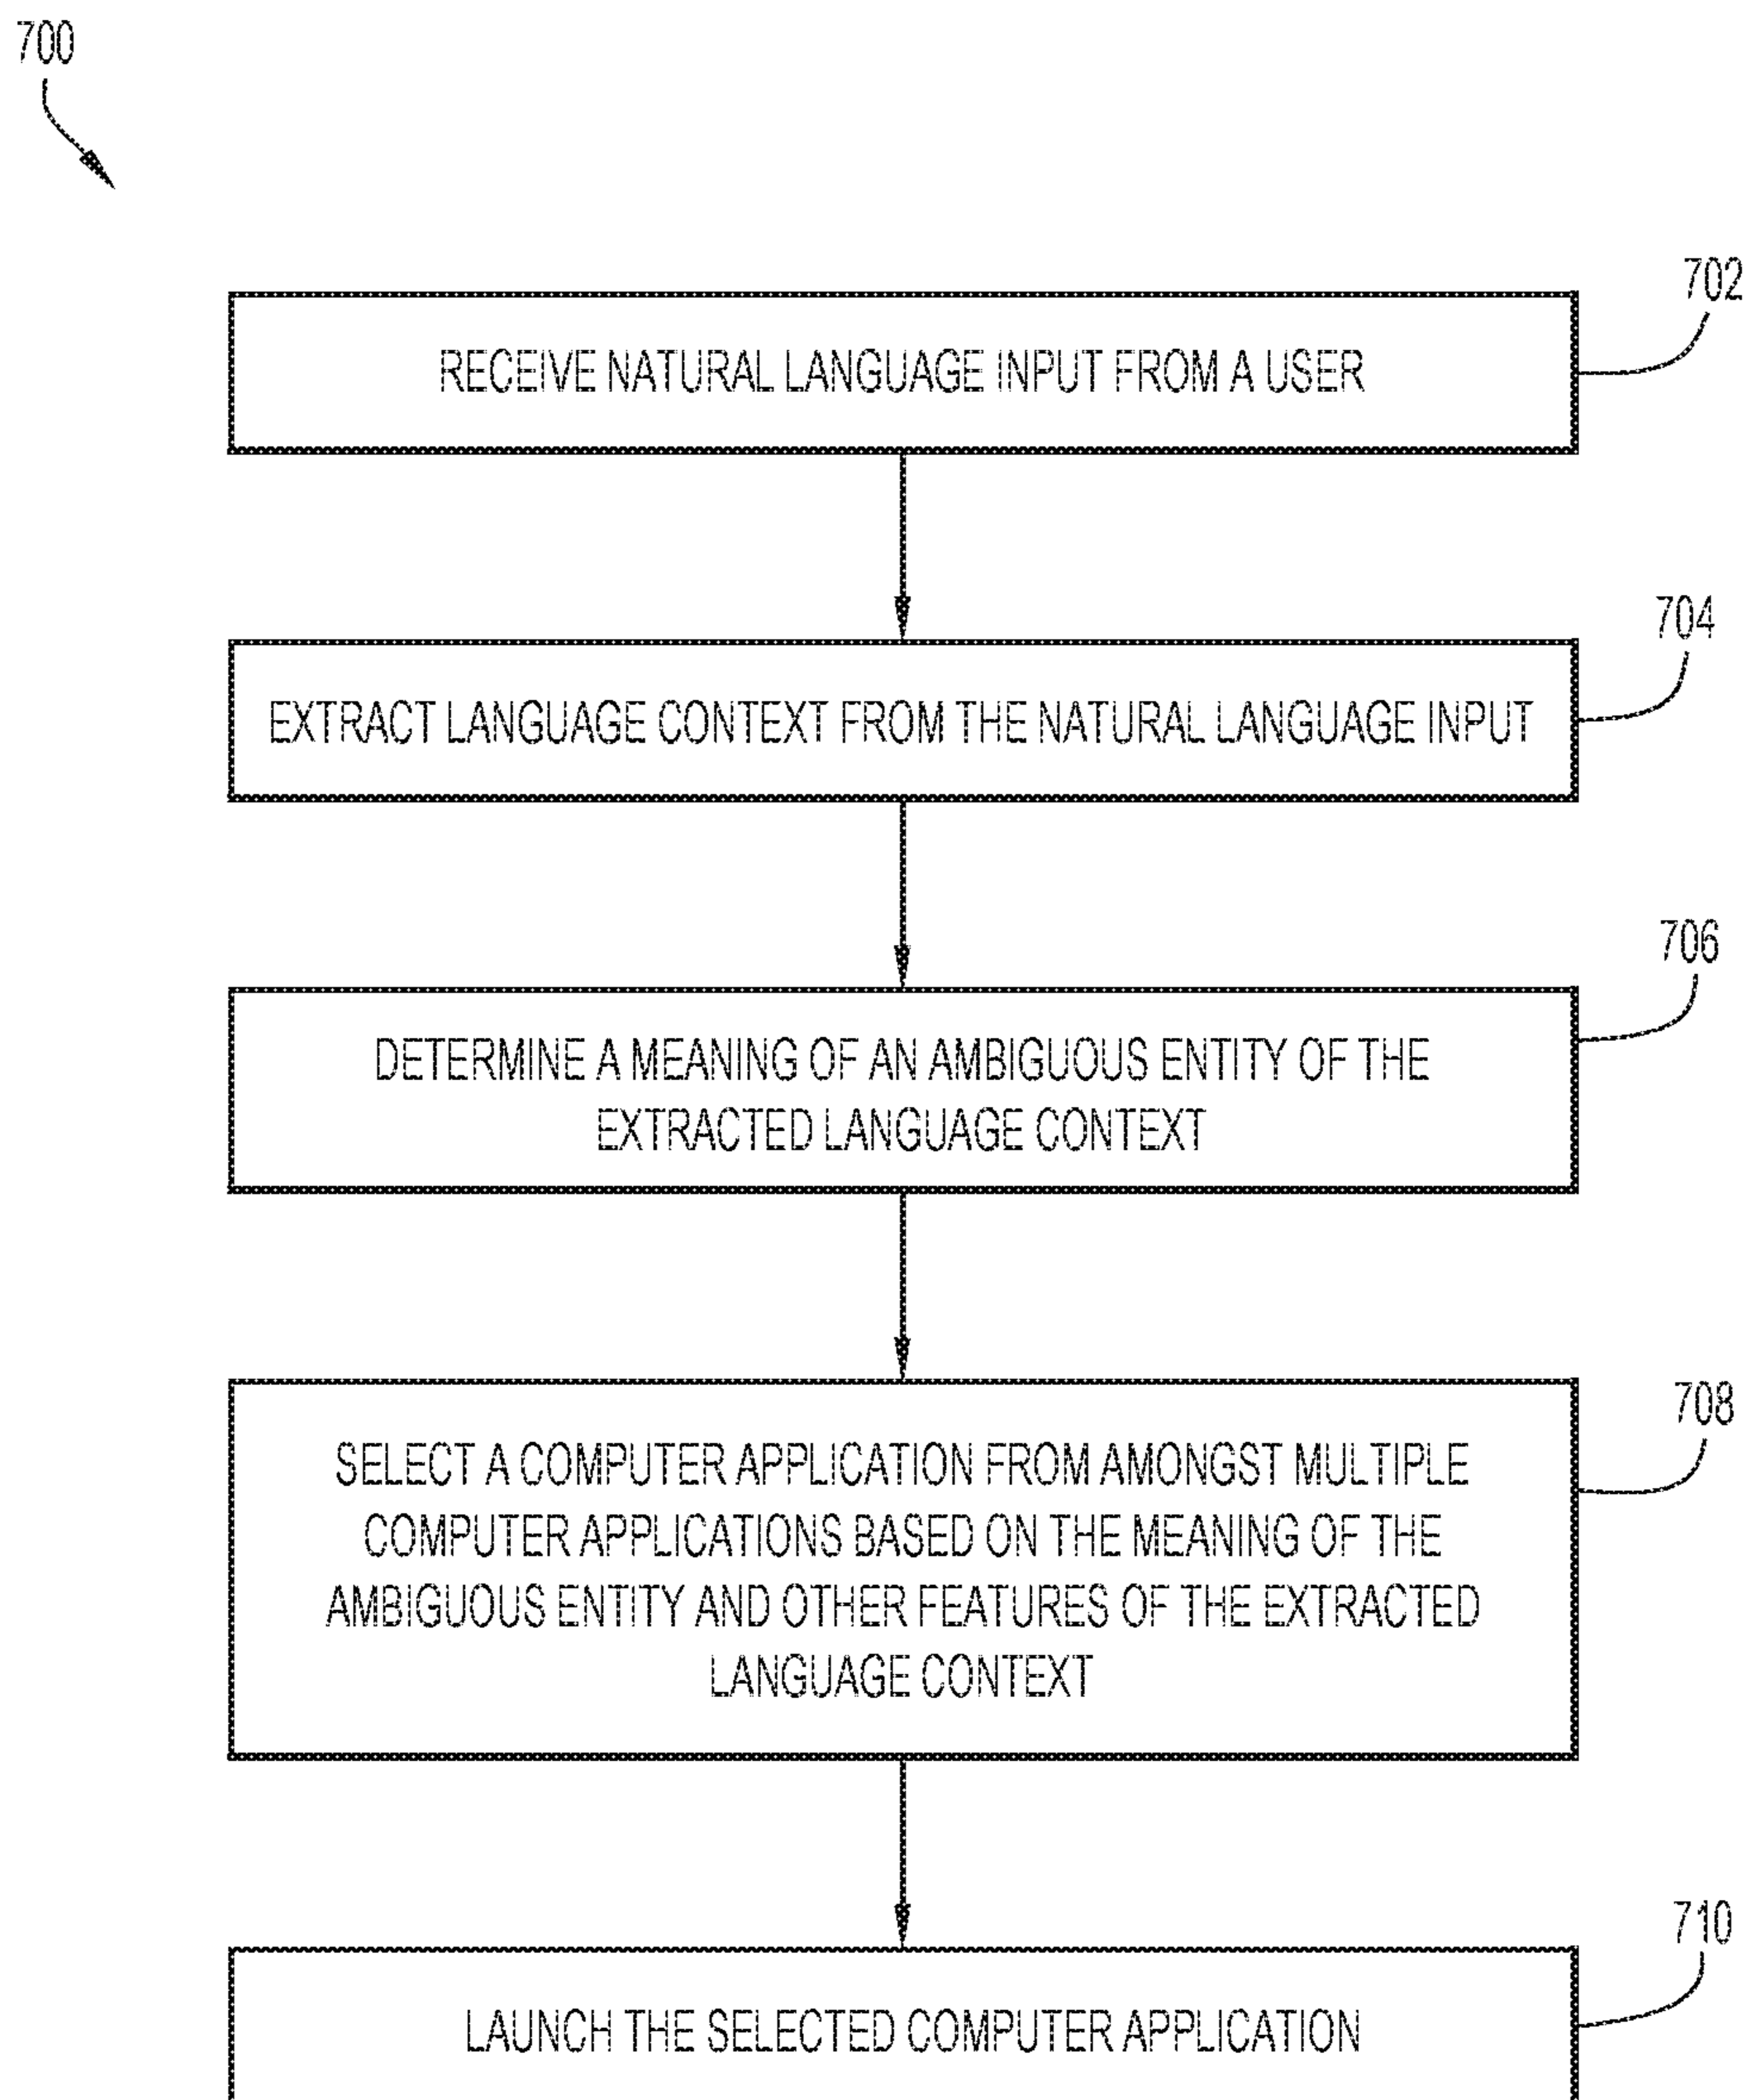 700
702
RECEIVE NATURAL LANGUAGE INPUT FROM A USER
704
EXTRACT LANGUAGE CONTEXT FROM THE NATURAL LANGUAGE INPUT
706
DETERMINE A MEANING OF AN AMBIGUOUS ENTITY OF THE
EXTRACTED LANGUAGE CONTEXT
708
SELECT A COMPUTER APPLICATION FROM AMONGST MULTIPLE
COMPUTER APPLICATIONS BASED ON THE MEANING OF THE
AMBIGUOUS ENTITY AND OTHER FEATURES OF THE EXTRACTED
LANGUAGE CONTEXT
710
LAUNCH THE SELECTED COMPUTER APPLICATION